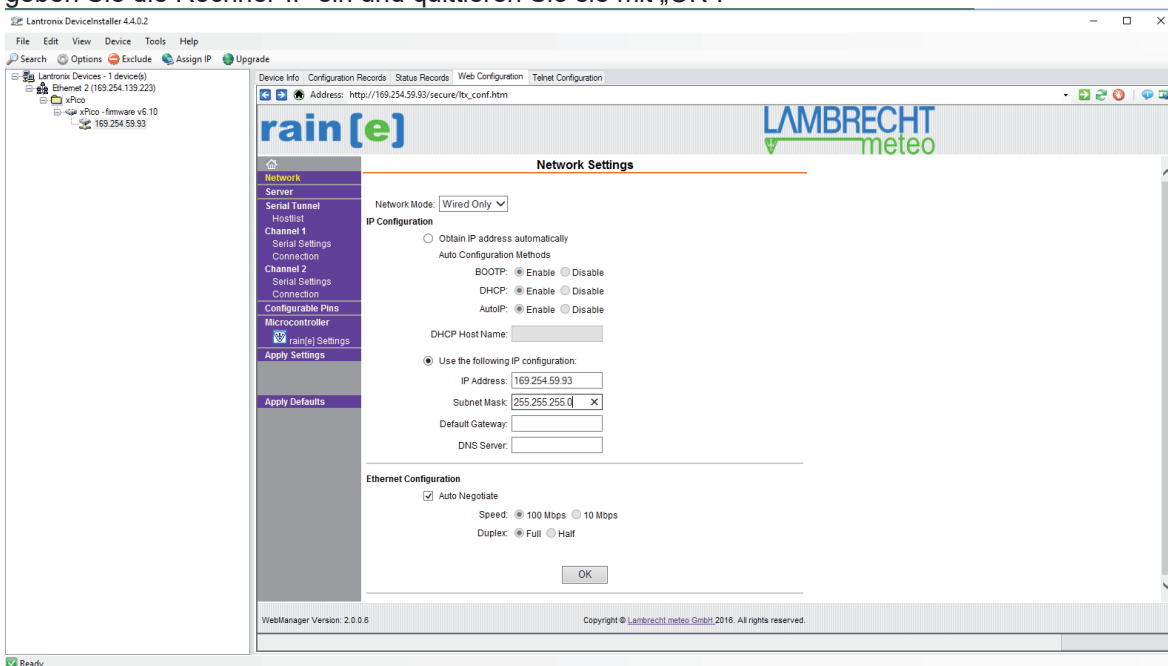 geben Sie die Rechner-IP ein und quittieren Sie sie mit „OK“.
Lantronix DeviceInstaller 4.4.0.2
File Edit View Device Tools Help
Search Options Exclude Assign IP Upgrade
Lantronix Devices - 1 device(s)
Ethernet 2 (169.254.139.223)
xPico
xPico - firmware v6.10
169.254.59.93
Device Info Configuration Records Status Records Web Configuration Telnet Configuration
Address: http://169.254.59.93/secure/ltx_conf.htm
rain[e]
LAMBRECHT
meteo
Network
Server
Serial Tunnel
Hostlist
Channel 1
Serial Settings
Connection
Channel 2
Serial Settings
Connection
Configurable Pins
Microcontroller
rain[e] Settings
Apply Settings
Apply Defaults
Network Settings
Network Mode: Wired Only
IP Configuration
Obtain IP address automatically
Auto Configuration Methods
BOOTP: Enable Disable
DHCP: Enable Disable
AutoIP: Enable Disable
DHCP Host Name:
Use the following IP configuration:
IP Address: 169.254.59.93
Subnet Mask: 255.255.255.0
Default Gateway:
DNS Server:
Ethernet Configuration
Auto Negotiate
Speed: 100 Mbps 10 Mbps
Duplex: Full Half
OK
WebManager Version: 2.0.0.6
Copyright © Lambrecht meteo GmbH 2016. All rights reserved.
Ready